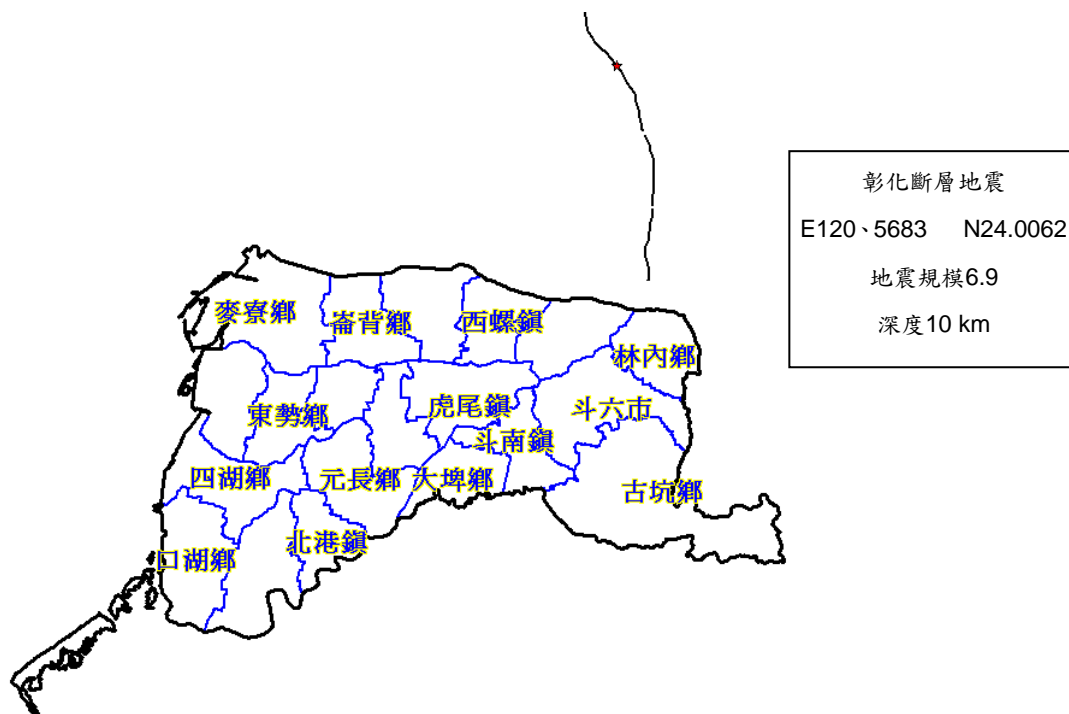 彰化斷層地震
E120、5683 N24.0062
地震規模6.9
深度10 km
麥寮鄉
崙背鄉
西螺鎮
林內鄉
東勢鄉
虎尾鎮
斗六市
斗南鎮
四湖鄉
元長鄉
大埤鄉
古坑鄉
北港鎮
口湖鄉